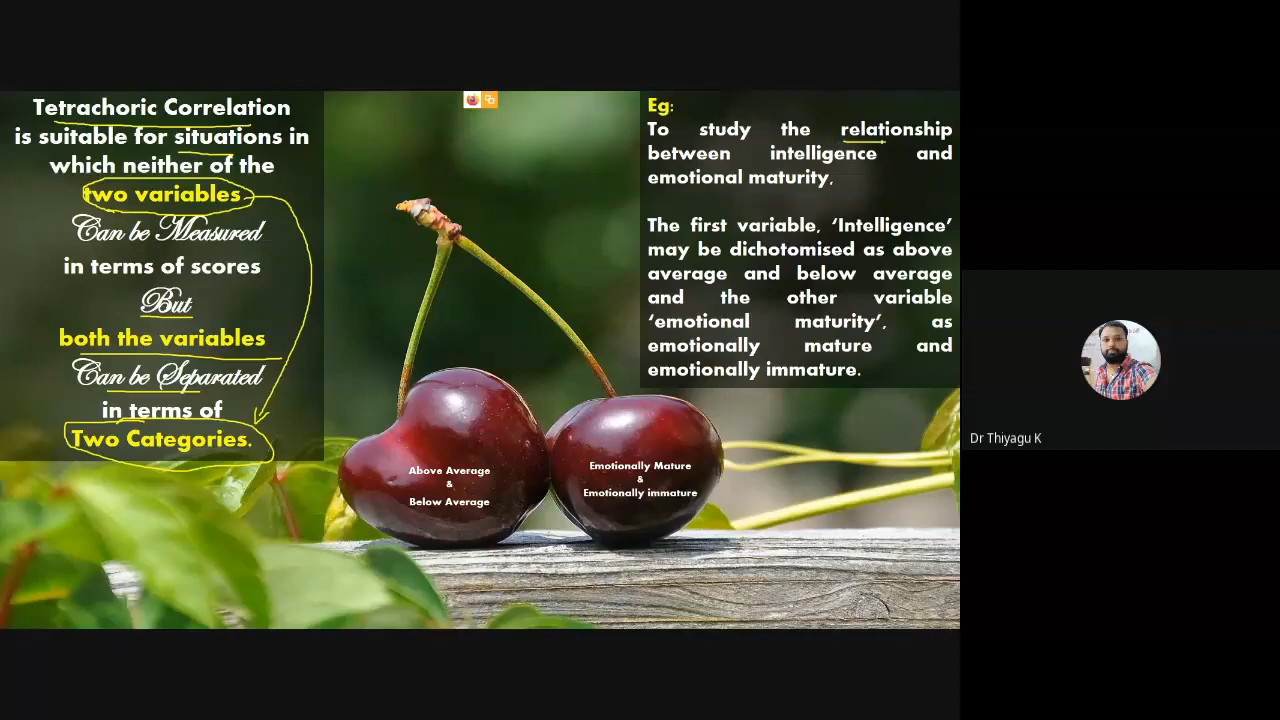 Tetrachoric Correlation
is suitable for situations in
which neither of the
two variables
Can be Measured
in terms of scores
But
both the variables
Can be Separated
in terms of
Two Categories.
Eg:
To study the relationship
between intelligence and
emotional maturity,
The first variable, ‘Intelligence’
may be dichotomised as above
average and below average
and the other variable
‘emotional maturity’, as
emotionally mature and
emotionally immature.
Above Average
&
Below Average
Emotionally Mature
&
Emotionally immature
Dr Thiyagu K